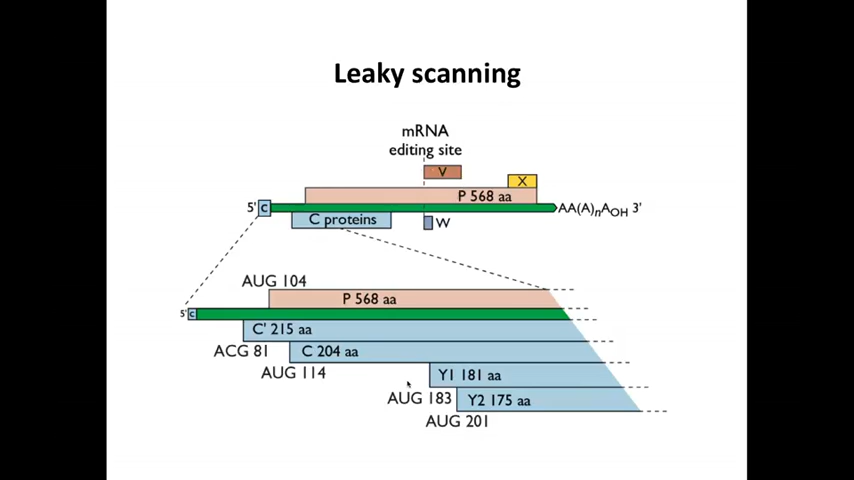 Leaky scanning
mRNA
editing site
V
X
P 568 aa
5' c AA(A)nAOH 3'
C proteins
W
AUG 104
P 568 aa
5' c
C' 215 aa
ACG 81
C 204 aa
AUG 114
Y1 181 aa
AUG 183
Y2 175 aa
AUG 201